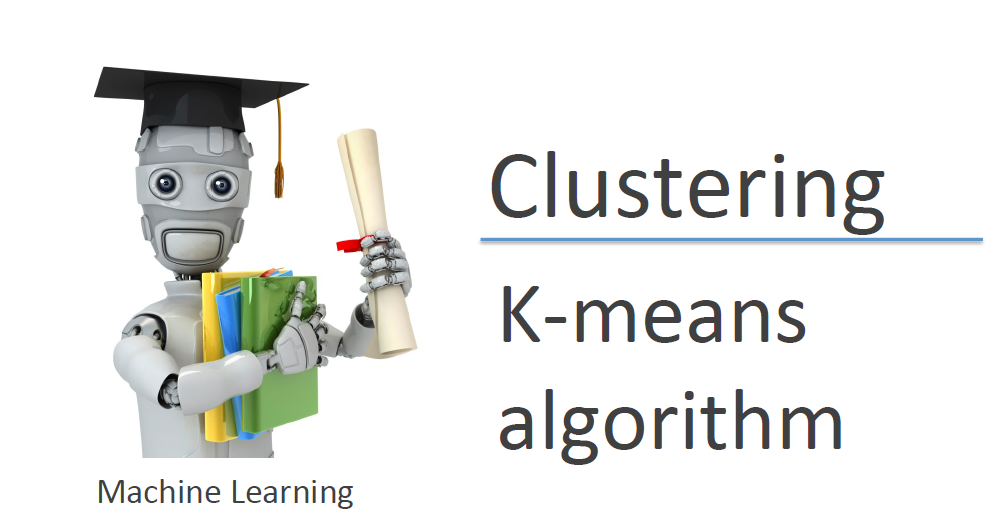 Clustering
K-means
algorithm
Machine Learning